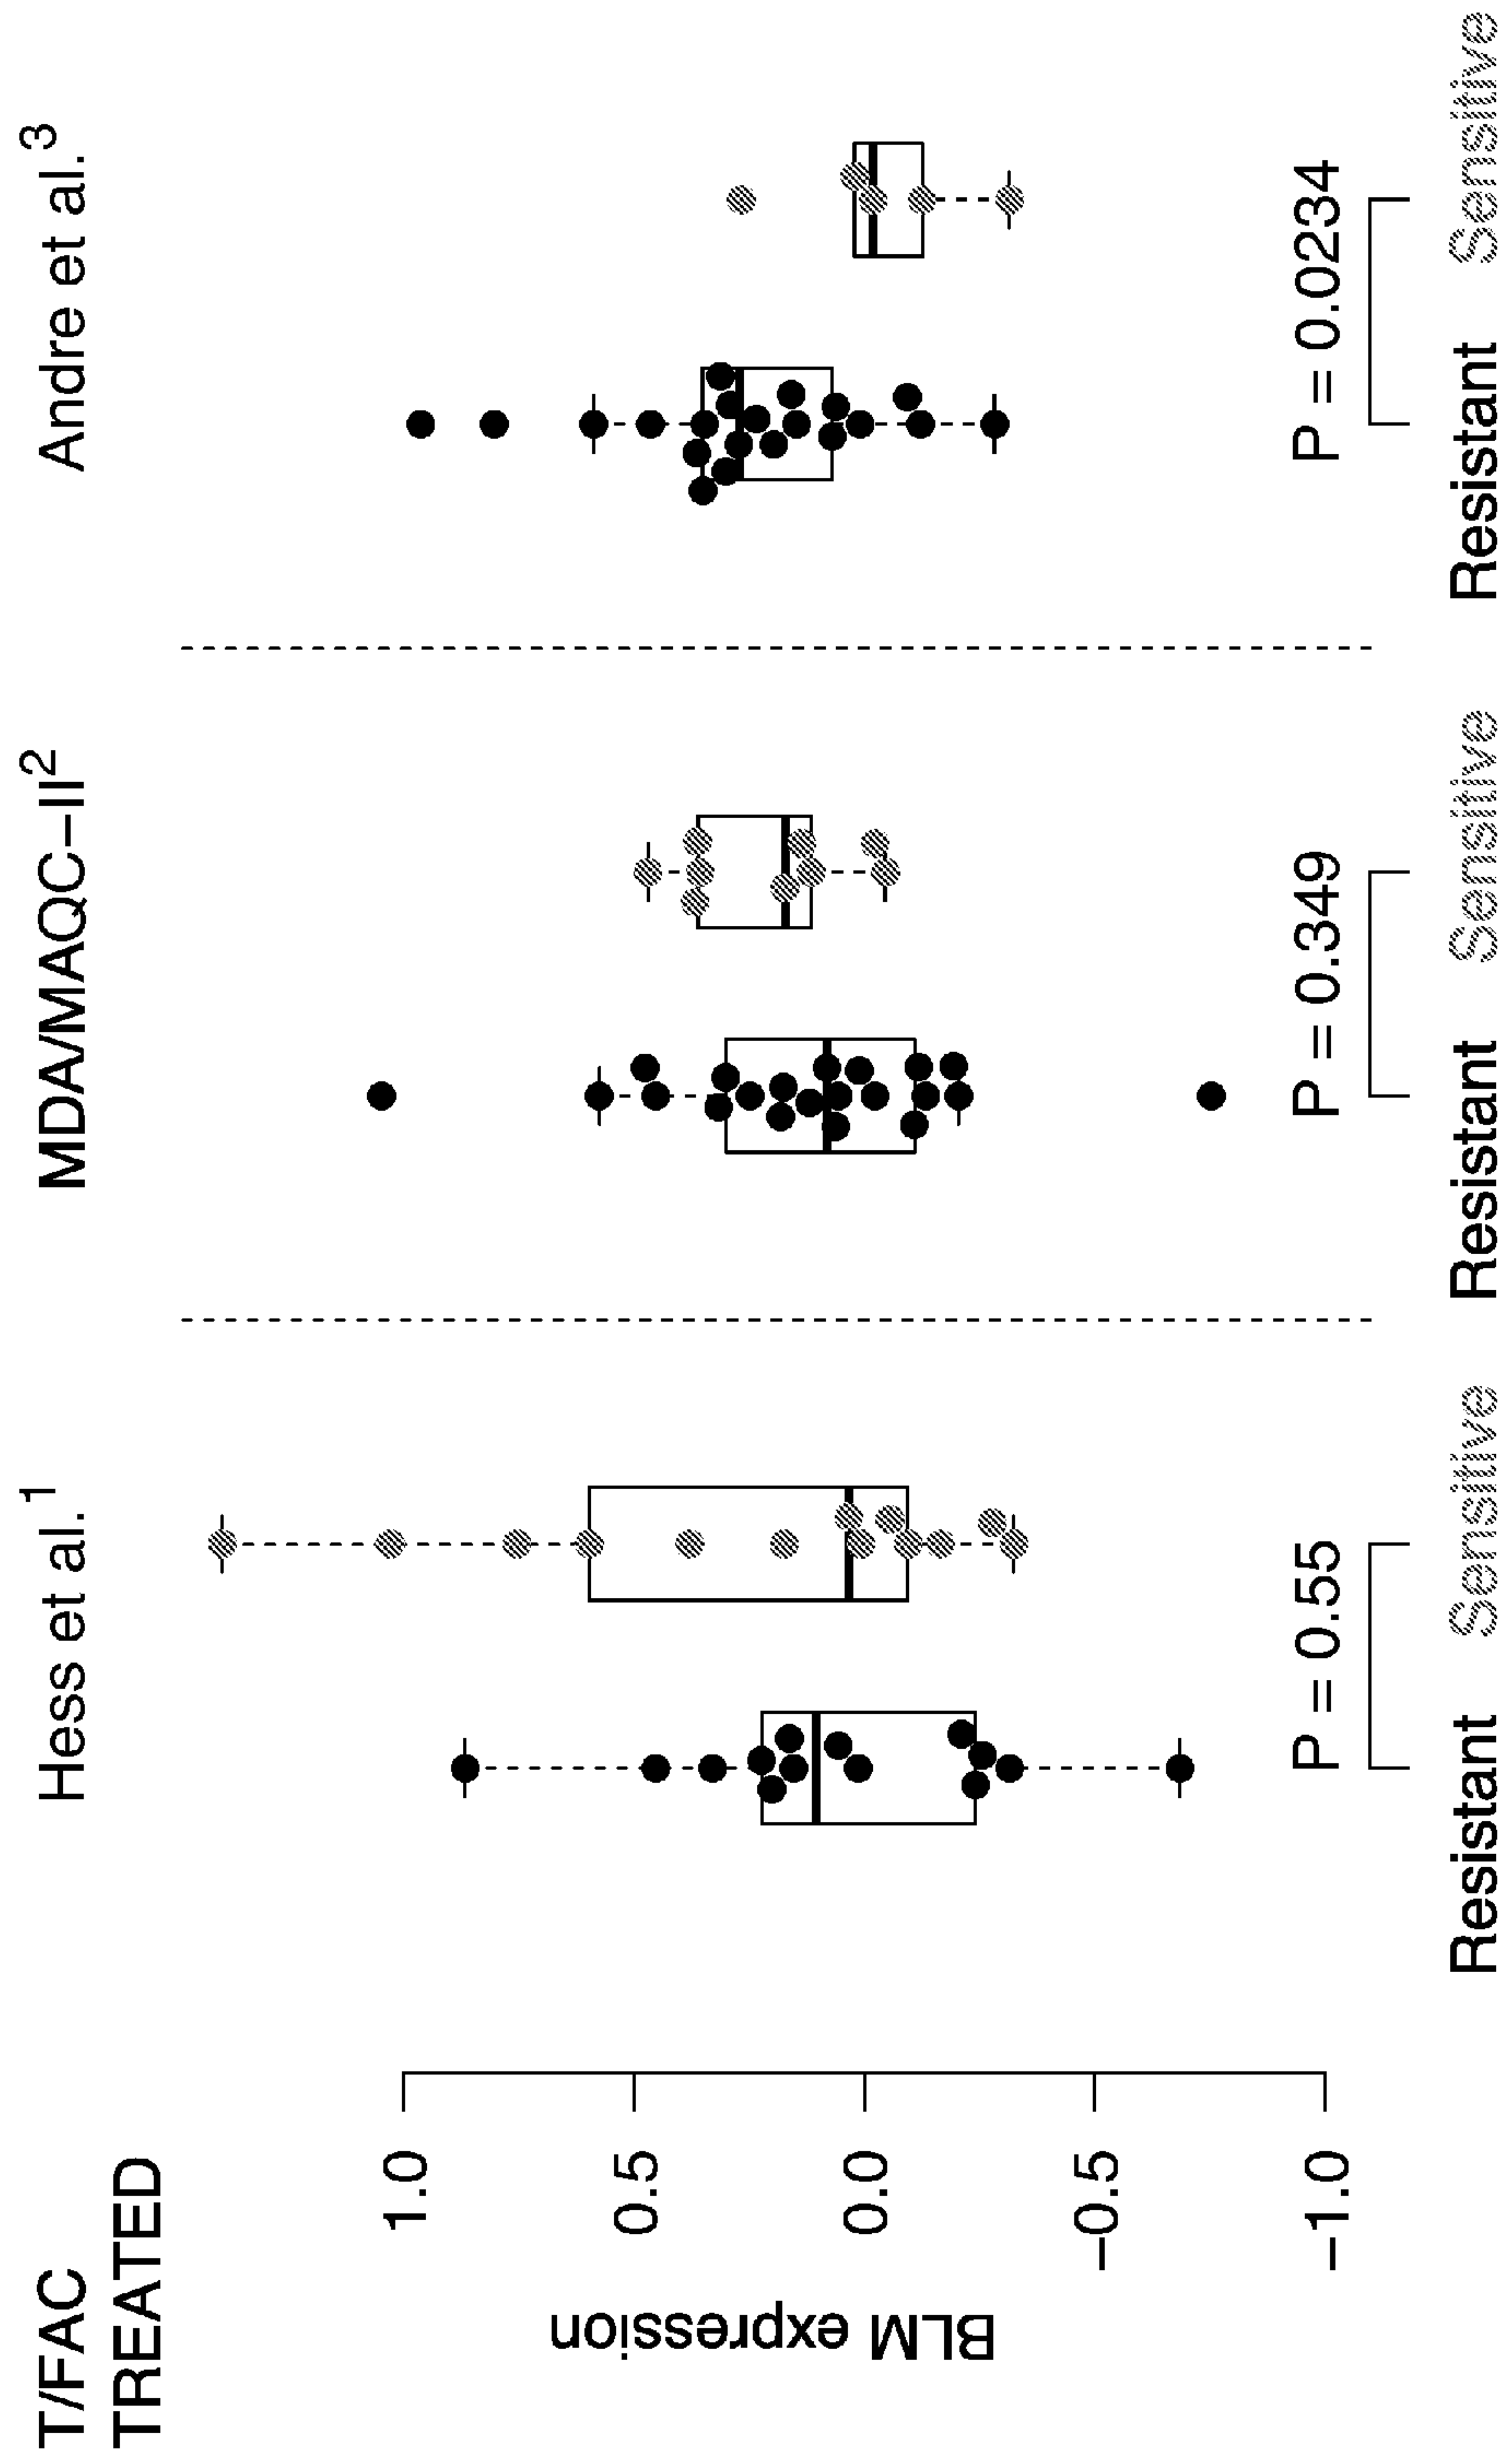 T/FAC
TREATED
Hess et al.1
MDA/MAQC–II2
Andre et al.3
BLM expression
1.0
0.5
0.0
−0.5
−1.0
P = 0.55
P = 0.349
P = 0.0234
Resistant Sensitive
Resistant Sensitive
Resistant Sensitive